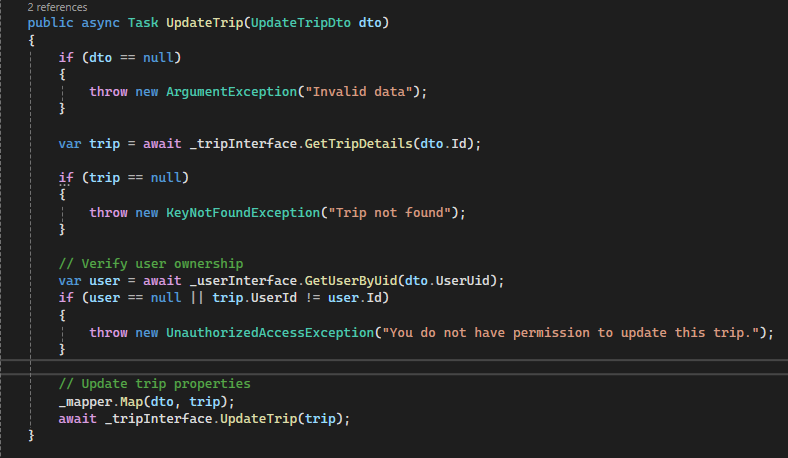 2 references
public async Task UpdateTrip(UpdateTripDto dto)
{
if (dto == null)
{
throw new ArgumentException("Invalid data");
}
var trip = await _tripInterface.GetTripDetails(dto.Id);
if (trip == null)
{
throw new KeyNotFoundException("Trip not found");
}
// Verify user ownership
var user = await _userInterface.GetUserByUid(dto.UserUid);
if (user == null || trip.UserId != user.Id)
{
throw new UnauthorizedAccessException("You do not have permission to update this trip.");
}
// Update trip properties
_mapper.Map(dto, trip);
await _tripInterface.UpdateTrip(trip);
}